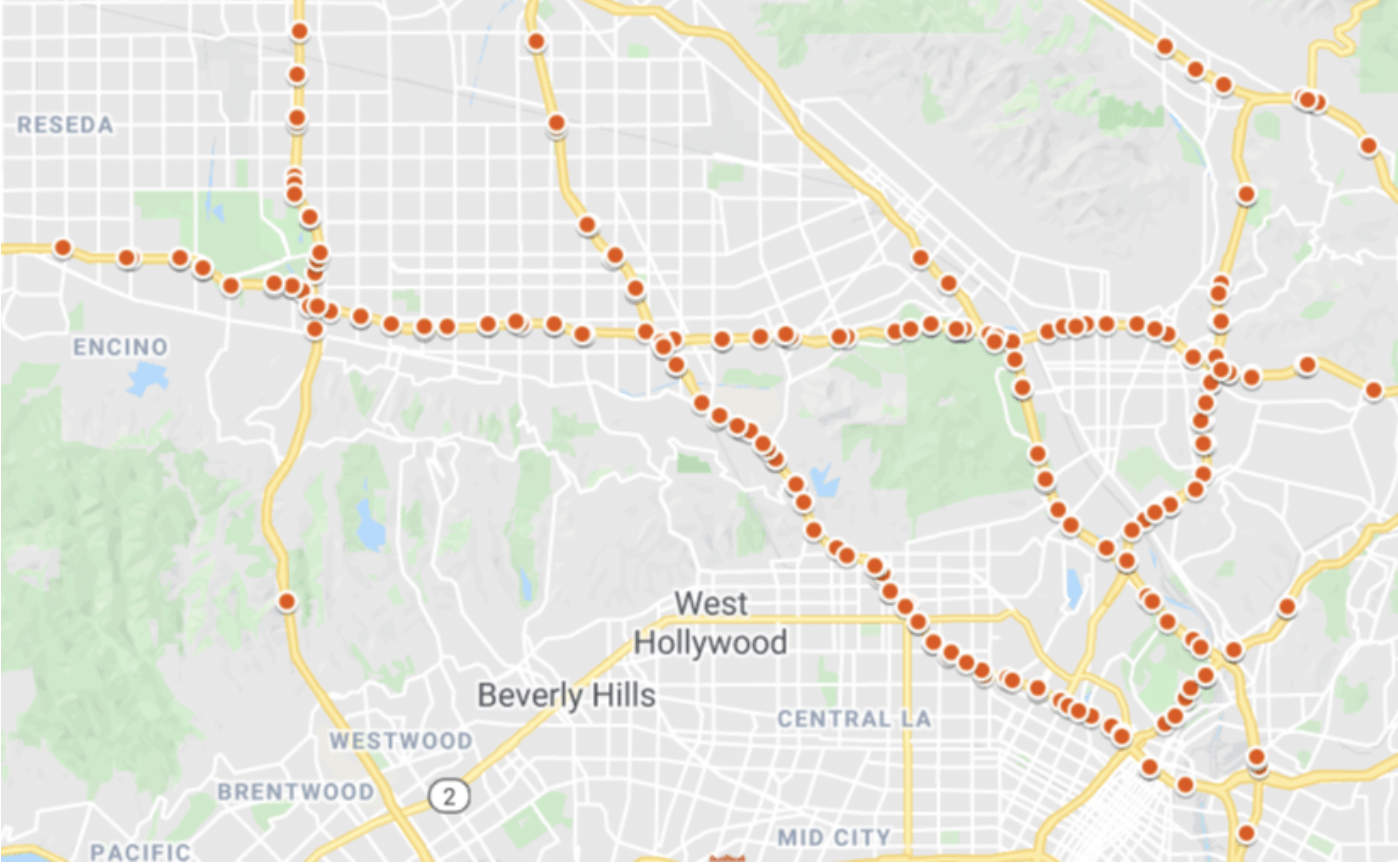 RESEDA
ENCINO
West
Hollywood
Beverly Hills
CENTRAL LA
WESTWOOD
BRENTWOOD
2
MID CITY
PACIFIC